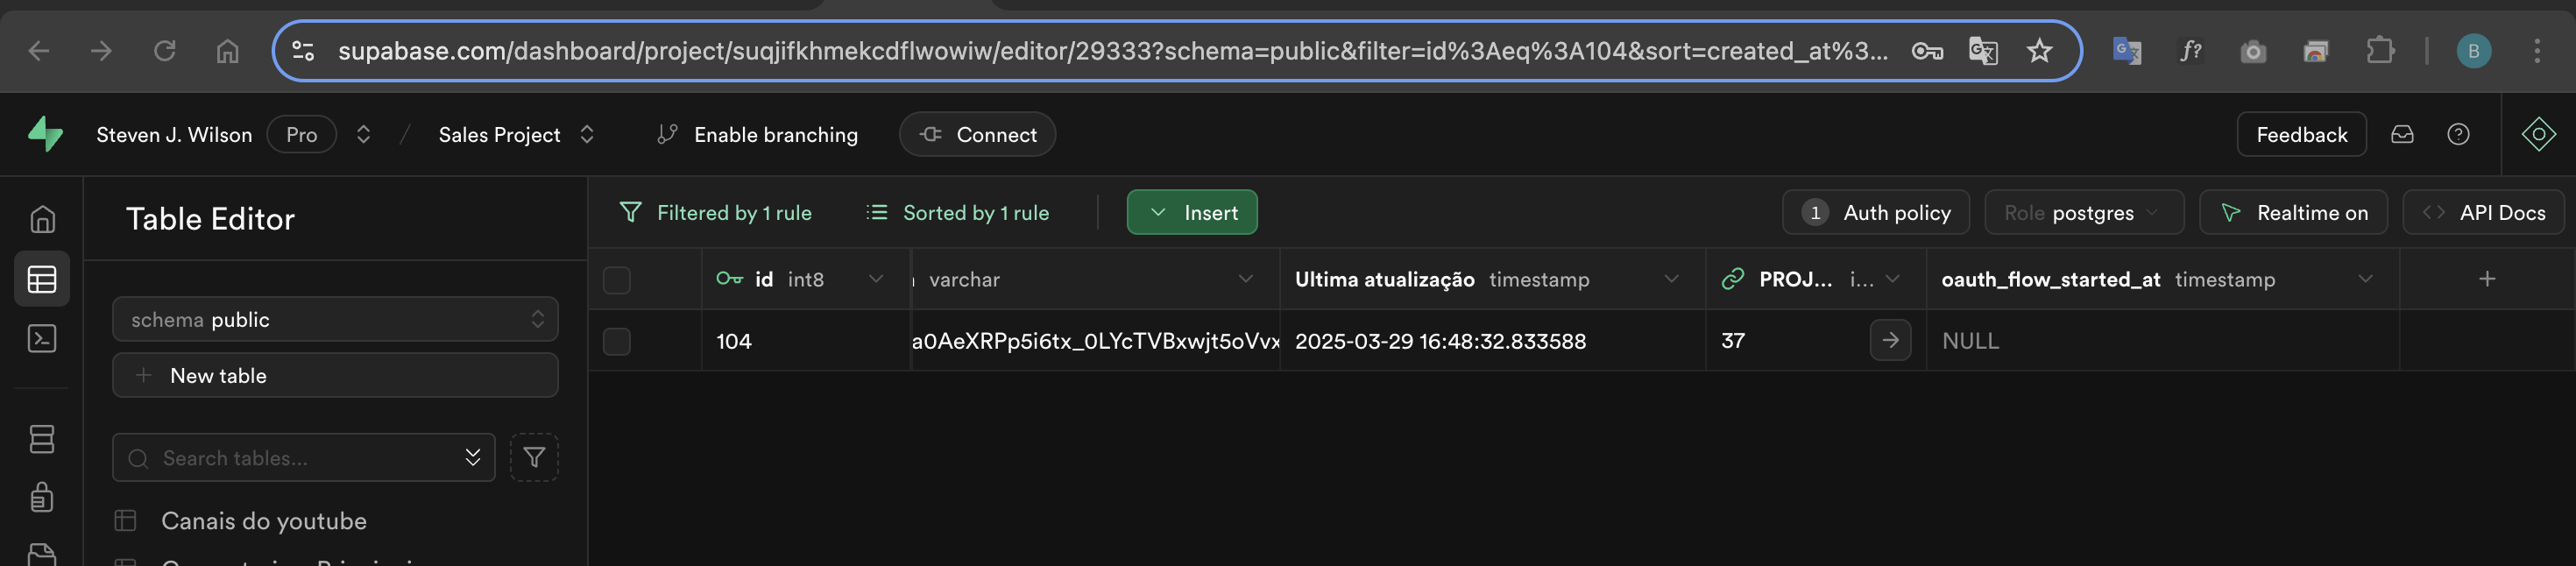 supabase.com/dashboard/project/suqjifkhmekcdflwowiw/editor/29333?schema=public&filter=id%3Aeq%3A104&sort=created_at%3...
f?
B
Steven J. Wilson Pro / Sales Project Enable branching Connect Feedback
Table Editor
Filtered by 1 rule Sorted by 1 rule Insert 1 Auth policy Role postgres Realtime on API Docs
id int8 varchar Ultima atualização timestamp PROJ... i... oauth_flow_started_at timestamp
schema public
104 a0AeXRPp5i6tx_0LYcTVBxwjt5oVvx 2025-03-29 16:48:32.833588 37 NULL
New table
Search tables...
Canais do youtube